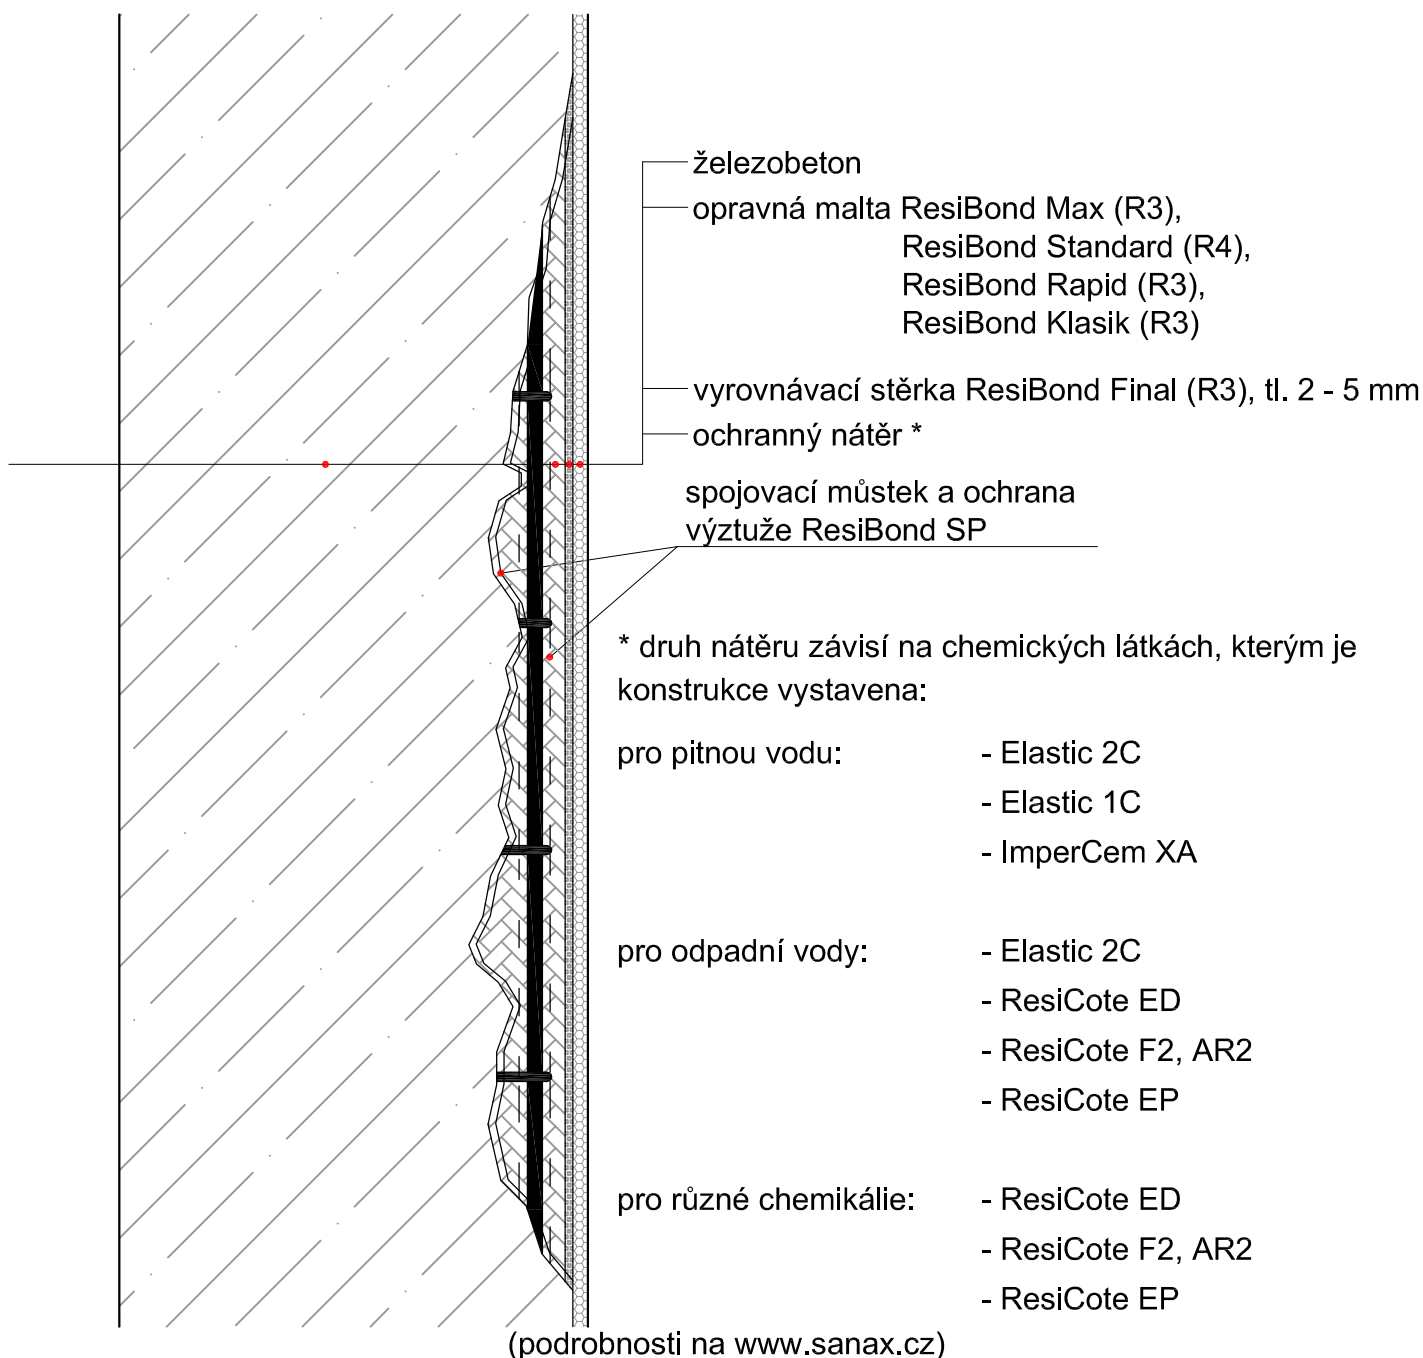 železobeton
opravná malta ResiBond Max (R3),
ResiBond Standard (R4),
ResiBond Rapid (R3),
ResiBond Klasik (R3)
vyrovnávací stěrka ResiBond Final (R3), tl. 2 - 5 mm
ochranný nátěr *
spojovací můstek a ochrana
výztuže ResiBond SP
* druh nátěru závisí na chemických látkách, kterým je
konstrukce vystavena:
pro pitnou vodu: - Elastic 2C
- Elastic 1C
- ImperCem XA
pro odpadní vody: - Elastic 2C
- ResiCote ED
- ResiCote F2, AR2
- ResiCote EP
pro různé chemikálie: - ResiCote ED
- ResiCote F2, AR2
- ResiCote EP
(podrobnosti na www.sanax.cz)